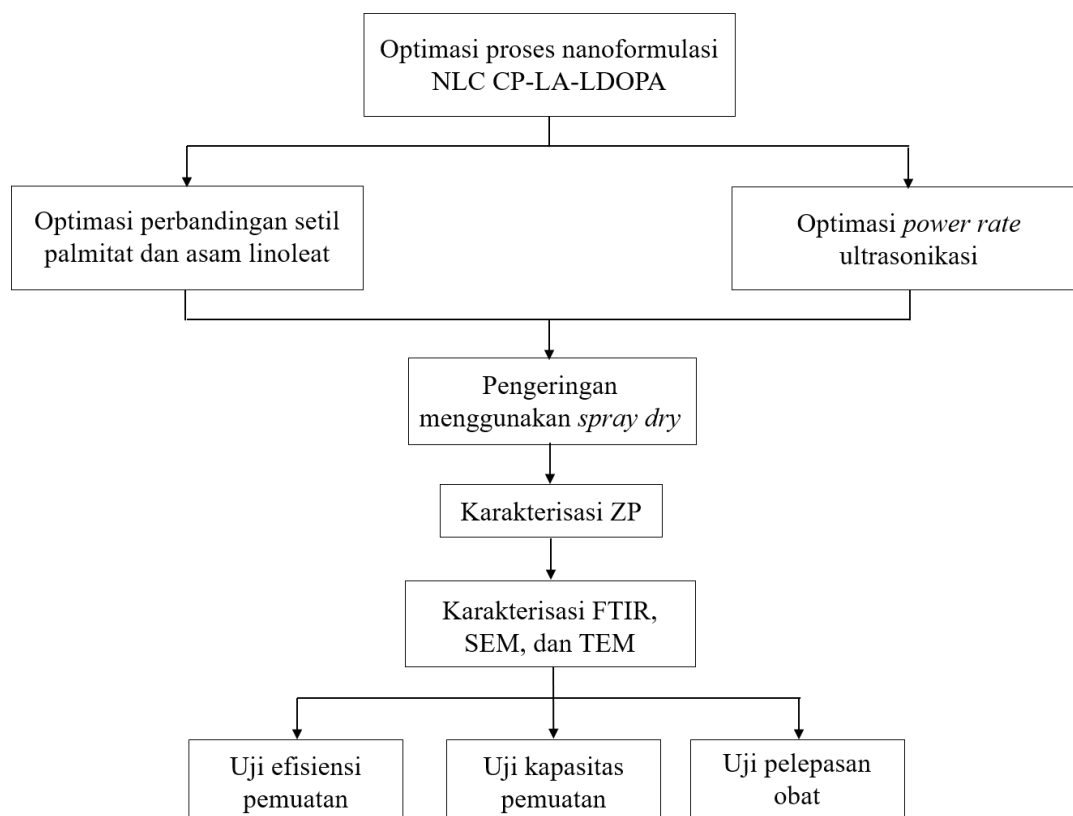 Optimasi proses nanoformulasi
NLC CP-LA-LDOPA
Optimasi perbandingan setil
palmitat dan asam linoleat
Optimasi power rate
ultrasonikasi
Pengeringan
menggunakan spray dry
Karakterisasi ZP
Karakterisasi FTIR,
SEM, dan TEM
Uji efisiensi
pemuatan
Uji kapasitas
pemuatan
Uji pelepasan
obat